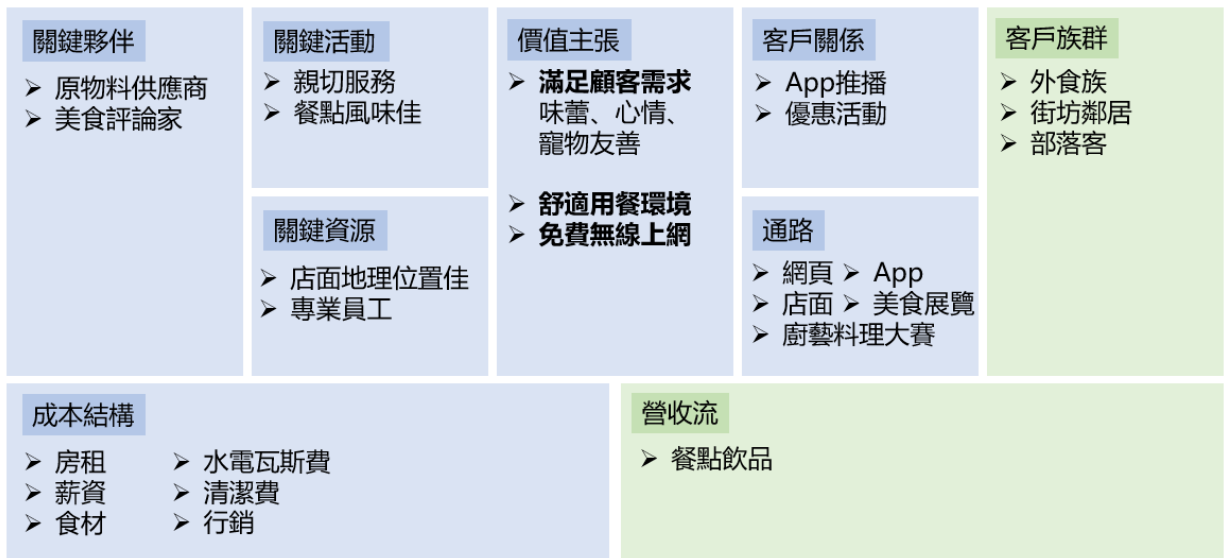 關鍵夥伴
➢ 原物料供應商
➢ 美食評論家
關鍵活動
➢ 親切服務
➢ 餐點風味佳
關鍵資源
➢ 店面地理位置佳
➢ 專業員工
價值主張
➢ 滿足顧客需求
味蕾、心情、
寵物友善
➢ 舒適用餐環境
➢ 免費無線上網
客戶關係
➢ App推播
➢ 優惠活動
通路
➢ 網頁 ➢ App
➢ 店面 ➢ 美食展覽
➢ 廚藝料理大賽
客戶族群
➢ 外食族
➢ 街坊鄰居
➢ 部落客
成本結構
➢ 房租 ➢ 水電瓦斯費
➢ 薪資 ➢ 清潔費
➢ 食材 ➢ 行銷
營收流
➢ 餐點飲品